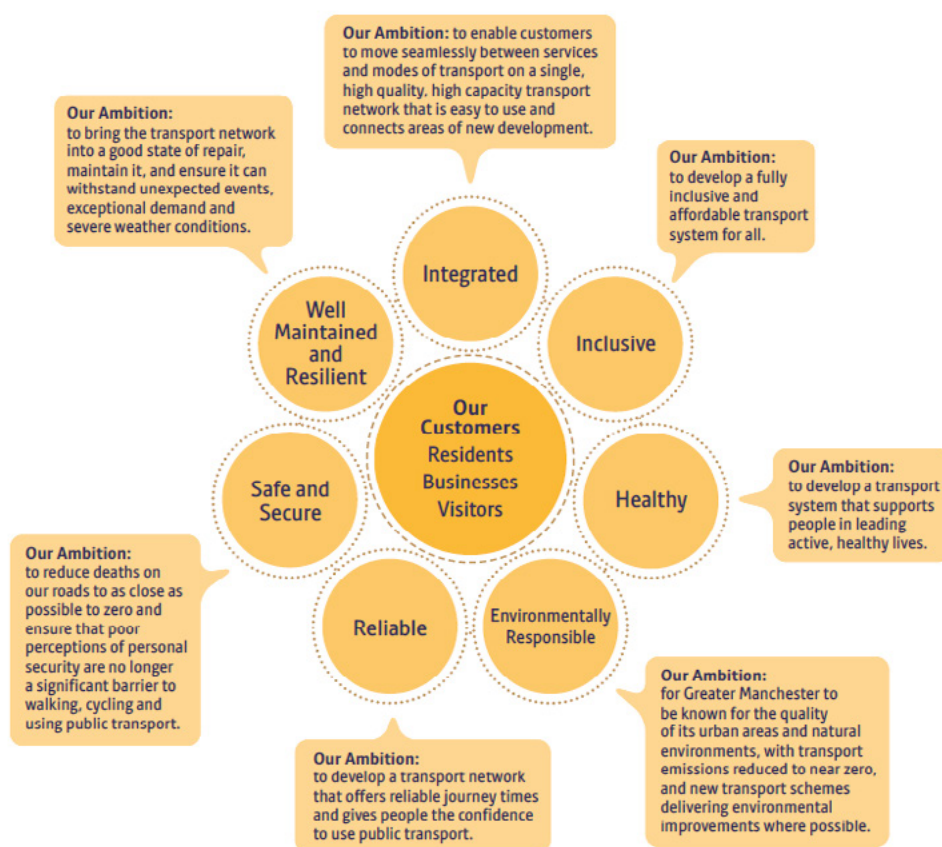 Our Ambition: to enable customers
to move seamlessly between services
and modes of transport on a single,
high quality. high capacity transport
network that is easy to use and
connects areas of new development.
Our Ambition:
to bring the transport network
into a good state of repair,
maintain it, and ensure it can
withstand unexpected events,
exceptional demand and
severe weather conditions.
Our Ambition:
to develop a fully
inclusive and
affordable transport
system for all.
Integrated
Well
Maintained
and
Resilient
Inclusive
Our
Customers
Residents
Businesses
Visitors
Safe and
Secure
Healthy
Our Ambition:
to develop a transport
system that supports
people in leading
active, healthy lives.
Our Ambition:
to reduce deaths on
our roads to as close as
possible to zero and
ensure that poor
perceptions of personal
security are no longer
a significant barrier to
walking, cycling and
using public transport.
Reliable
Environmentally
Responsible
Our Ambition:
to develop a transport network
that offers reliable journey times
and gives people the confidence
to use public transport.
Our Ambition:
for Greater Manchester to
be known for the quality
of its urban areas and natural
environments, with transport
emissions reduced to near zero,
and new transport schemes
delivering environmental
improvements where possible.